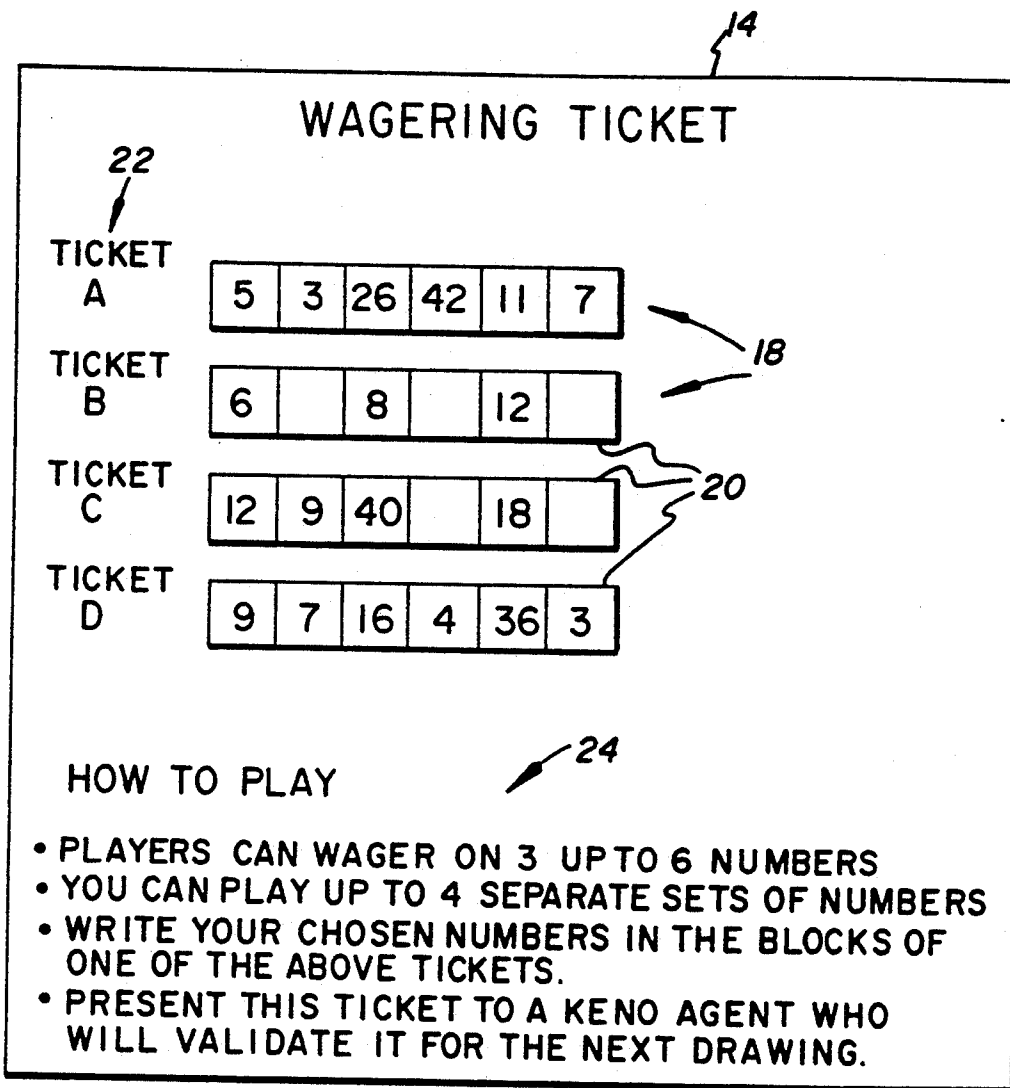 14
WAGERING TICKET
22
TICKET
A
5 3 26 42 11 7
18
TICKET
B
6 8 12
TICKET
C
12 9 40 18
20
TICKET
D
9 7 16 4 36 3
24
HOW TO PLAY
• PLAYERS CAN WAGER ON 3 UP TO 6 NUMBERS
• YOU CAN PLAY UP TO 4 SEPARATE SETS OF NUMBERS
• WRITE YOUR CHOSEN NUMBERS IN THE BLOCKS OF
ONE OF THE ABOVE TICKETS.
• PRESENT THIS TICKET TO A KENO AGENT WHO
WILL VALIDATE IT FOR THE NEXT DRAWING.